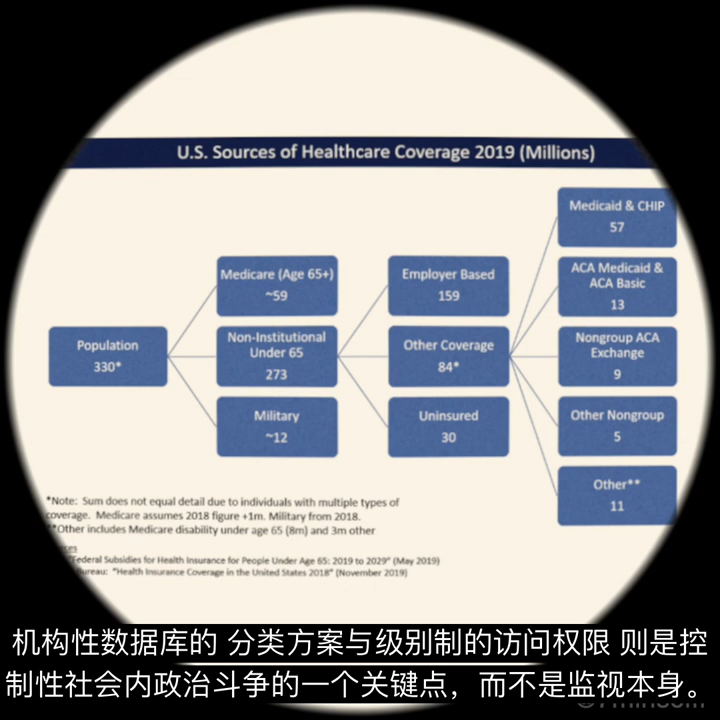 U.S. Sources of Healthcare Coverage 2019 (Millions)
Medicaid & CHIP
57
Medicare (Age 65+)
~59
Employer Based
159
ACA Medicaid &
ACA Basic
13
Population
330*
Non-Institutional
Under 65
273
Other Coverage
84*
Nongroup ACA
Exchange
9
Military
~12
Uninsured
30
Other Nongroup
5
Other**
11
*Note: Sum does not equal detail due to individuals with multiple types of
coverage. Medicare assumes 2018 figure +1m. Military from 2018.
**Other includes Medicare disability under age 65 (8m) and 3m other
"Federal Subsidies for Health Insurance for People Under Age 65: 2019 to 2029" (May 2019)
Bureau: "Health Insurance Coverage in the United States 2018" (November 2019)
机构性数据库的 分类方案与级别制的访问权限 则是控
制性社会内政治斗争的一个关键点，而不是监视本身。